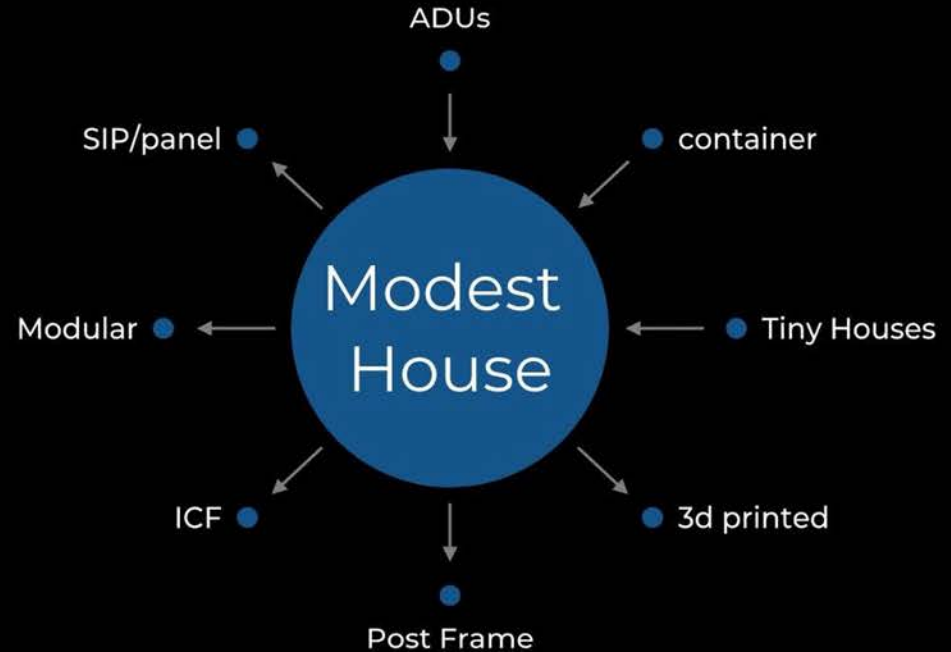 ADUs
SIP/panel
container
Modest
House
Modular
Tiny Houses
ICF
3d printed
Post Frame